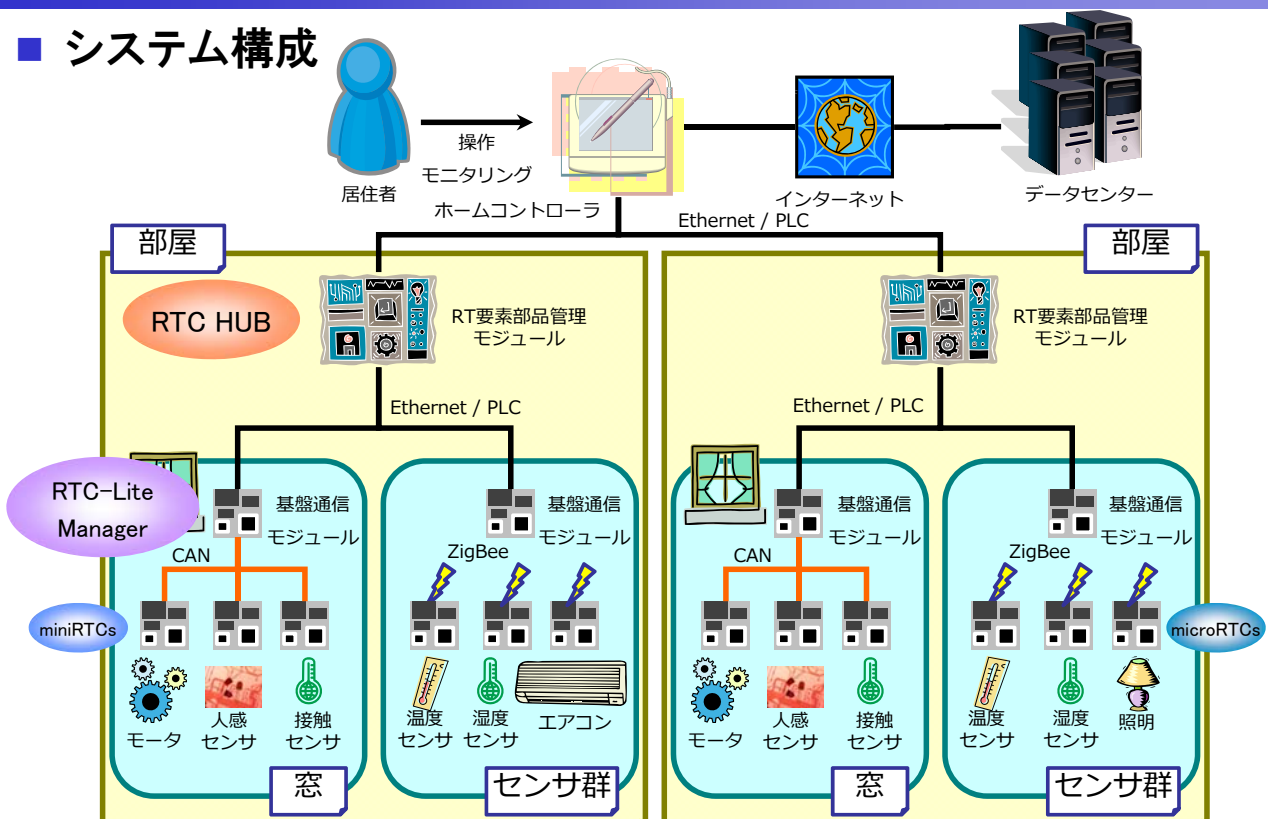 システム構成
操作
モニタリング
居住者
ホームコントローラ
インターネット
データセンター
Ethernet / PLC
部屋
部屋
RTC HUB
RT要素部品管理
モジュール
RT要素部品管理
モジュール
Ethernet / PLC
Ethernet / PLC
RTC-Lite
Manager
基盤通信
モジュール
CAN
基盤通信
モジュール
ZigBee
基盤通信
モジュール
CAN
基盤通信
モジュール
ZigBee
miniRTCs
microRTCs
モータ
人感
センサ
接触
センサ
温度
センサ
湿度
センサ
エアコン
モータ
人感
センサ
接触
センサ
温度
センサ
湿度
センサ
照明
窓
センサ群
窓
センサ群